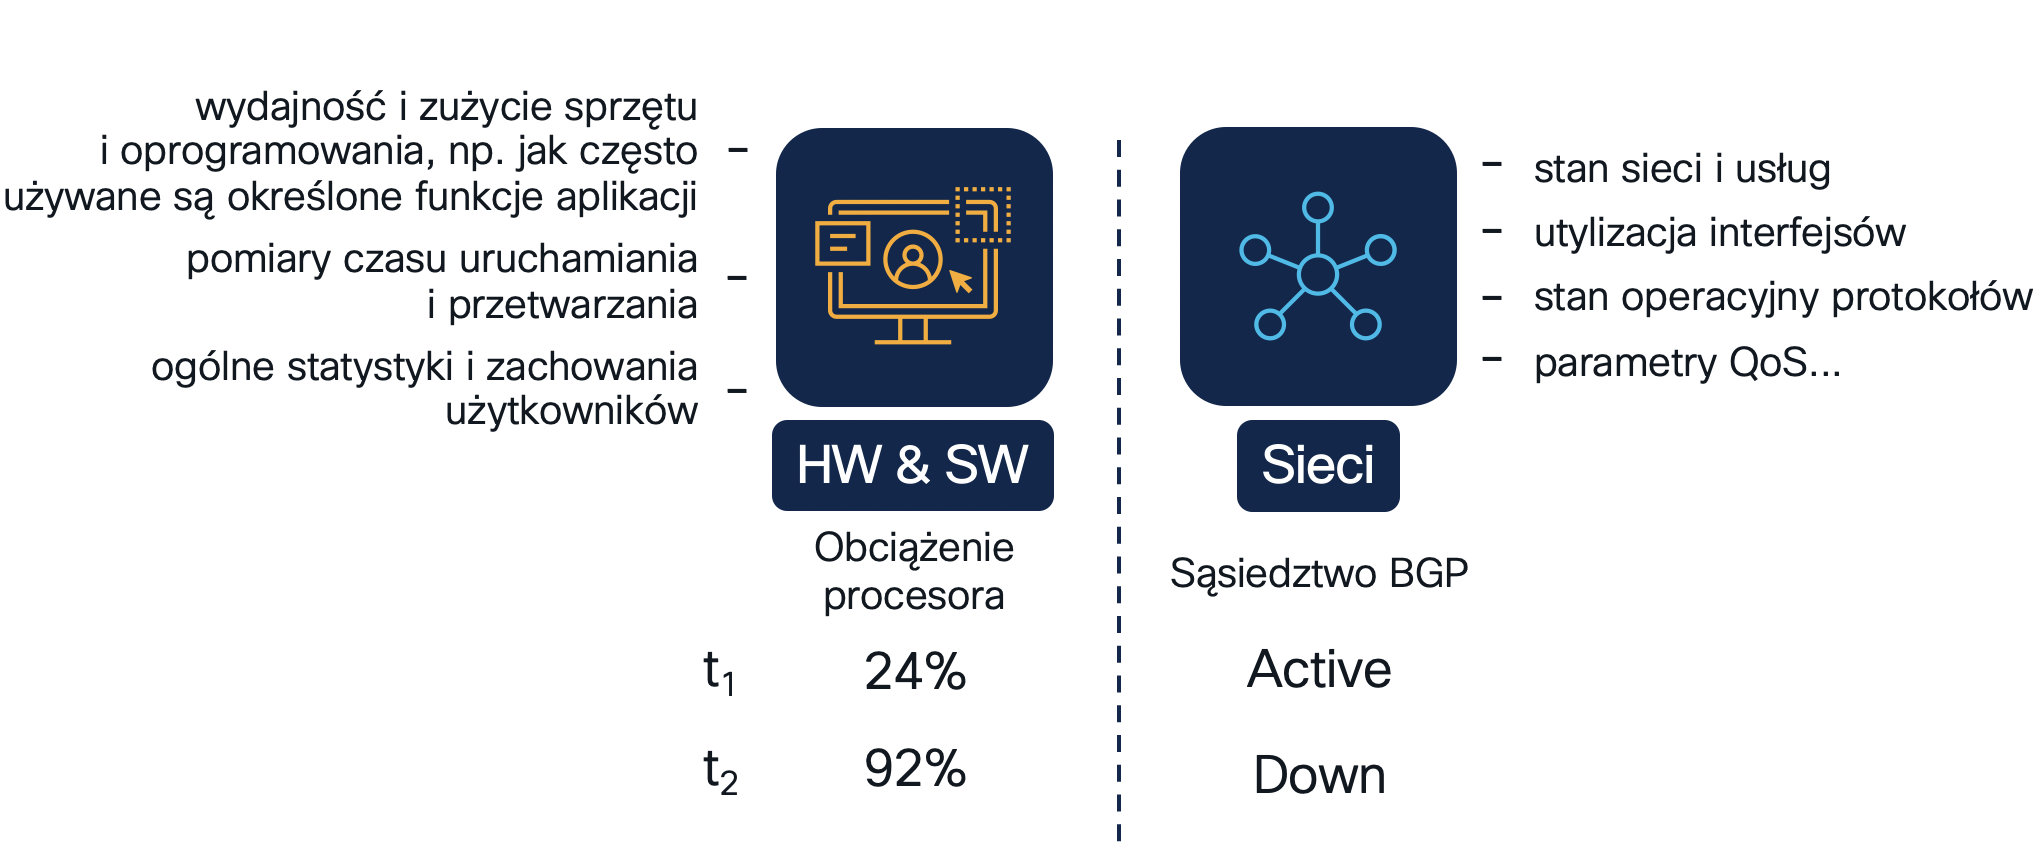 wydajność i zużycie sprzętu
i oprogramowania, np. jak często
używane są określone funkcje aplikacji
–
pomiary czasu uruchamiania
i przetwarzania
–
ogólne statystyki i zachowania
użytkowników
–
HW & SW
Obciążenie
procesora
– stan sieci i usług
– utylizacja interfejsów
– stan operacyjny protokołów
– parametry QoS...
Sieci
Sąsiedztwo BGP
t₁ 24% Active
t₂ 92% Down